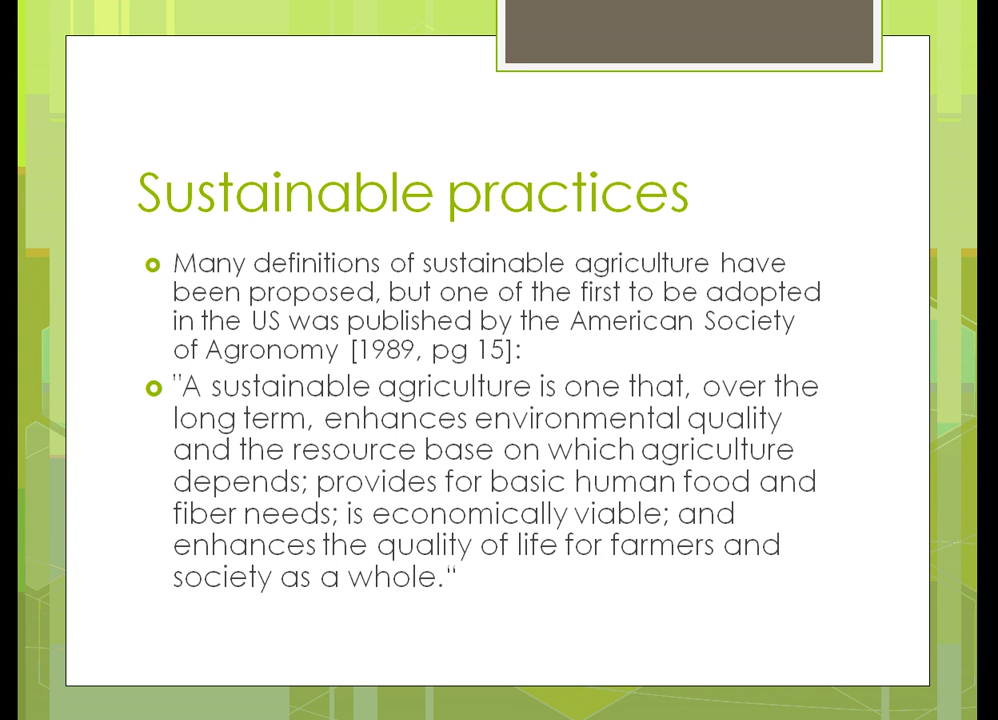 Sustainable practices
Many definitions of sustainable agriculture have
been proposed, but one of the first to be adopted
in the US was published by the American Society
of Agronomy [1989, pg 15]:
"A sustainable agriculture is one that, over the
long term, enhances environmental quality
and the resource base on which agriculture
depends; provides for basic human food and
fiber needs; is economically viable; and
enhances the quality of life for farmers and
society as a whole.“